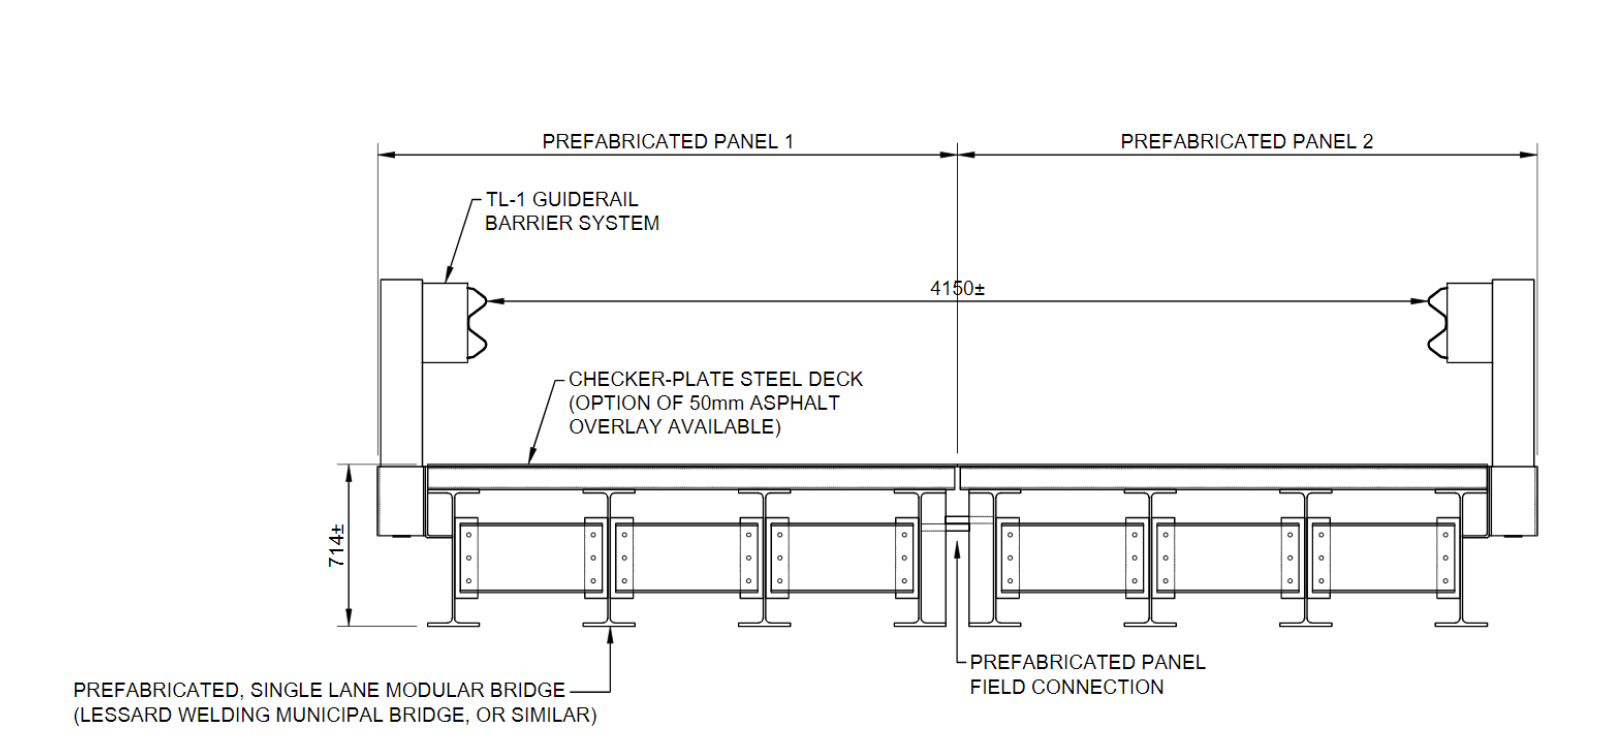 PREFABRICATED PANEL 1
PREFABRICATED PANEL 2
TL-1 GUIDERAIL
BARRIER SYSTEM
4150±
CHECKER-PLATE STEEL DECK
(OPTION OF 50mm ASPHALT
OVERLAY AVAILABLE)
714±
PREFABRICATED PANEL
FIELD CONNECTION
PREFABRICATED, SINGLE LANE MODULAR BRIDGE
(LESSARD WELDING MUNICIPAL BRIDGE, OR SIMILAR)